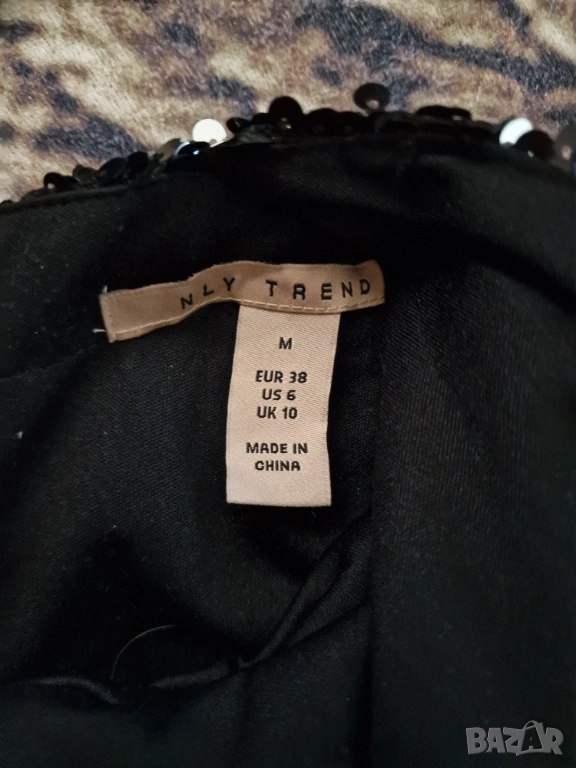 NLY TREND
M
EUR 38
US 6
UK 10
MADE IN
CHINA
BAZAR